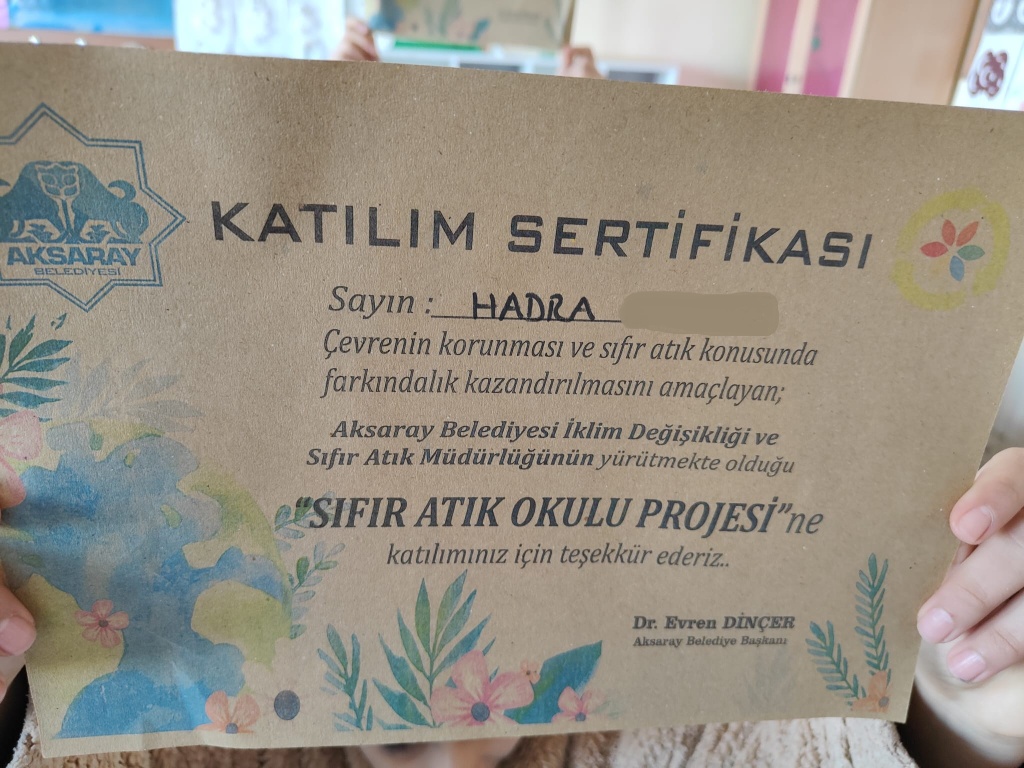 AKSARAY
BELEDİYESİ
KATILIM SERTİFİKASI
Sayın : HADRA
Çevrenin korunması ve sıfır atık konusunda
farkındalık kazandırılmasını amaçlayan;
Aksaray Belediyesi İklim Değişikliği ve
Sıfır Atık Müdürlüğünün yürütmekte olduğu
"SIFIR ATIK OKULU PROJESİ"ne
katılımınız için teşekkür ederiz..
Dr. Evren DİNÇER
Aksaray Belediye Başkanı